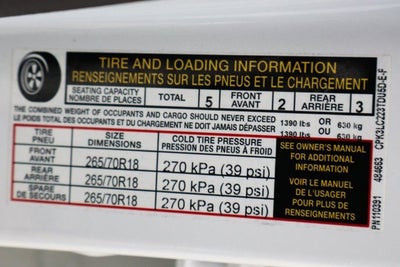 TIRE AND LOADING INFORMATION
RENSEIGNEMENTS SUR LES PNEUS ET LE CHARGEMENT
SEATING CAPACITY
NOMBRE DE PLACES
TOTAL 5
FRONT
AVANT 2
REAR
ARRIÈRE 3
THE COMBINED WEIGHT OF OCCUPANTS AND CARGO SHOULD NEVER EXCEED 1390 lbs OR 630 kg
LE POIDS TOTAL DES OCCUPANTS ET DU CHARGEMENT NE DOIT JAMAIS DÉPASSER 1390 lbs OU 630 kg
TIRE
PNEU
SIZE
DIMENSIONS
COLD TIRE PRESSURE
PRESSION DES PNEUS À FROID
FRONT
AVANT
265/70R18
270 kPa (39 psi)
REAR
ARRIÈRE
265/70R18
270 kPa (39 psi)
SPARE
DE SECOURS
265/70R18
270 kPa (39 psi)
SEE OWNER'S MANUAL
FOR ADDITIONAL
INFORMATION
VOIR LE MANUEL
DE L'USAGER
POUR PLUS DE
RENSEIGNEMENTS
PN110391
484663